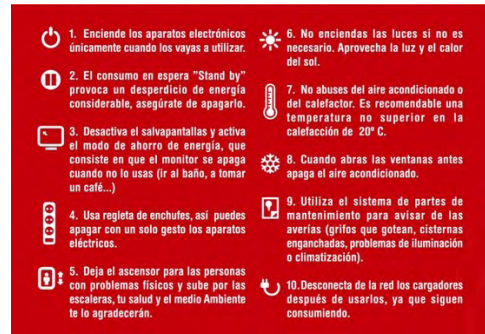 1. Enciende los aparatos electrónicos
únicamente cuando los vayas a utilizar.
2. El consumo en espera "Stand by"
provoca un desperdicio de energía
considerable, asegúrate de apagarlo.
3. Desactiva el salvapantallas y activa
el modo de ahorro de energía, que
consiste en que el monitor se apaga
cuando no lo usas (ir al baño, a tomar
un café...)
4. Usa regleta de enchufes, así puedes
apagar con un solo gesto los aparatos
eléctricos.
5. Deja el ascensor para las personas
con problemas físicos y sube por las
escaleras, tu salud y el medio Ambiente
te lo agradecerán.
6. No enciendas las luces si no es
necesario. Aprovecha la luz y el calor
del sol.
7. No abuses del aire acondicionado o
del calefactor. Es recomendable una
temperatura no superior en la
calefacción de 20º C.
8. Cuando abras las ventanas antes
apaga el aire acondicionado.
9. Utiliza el sistema de partes de
mantenimiento para avisar de las
averías (grifos que gotean, cisternas
enganchadas, problemas de iluminación
o climatización).
10.Desconecta de la red los cargadores
después de usarlos, ya que siguen
consumiendo.